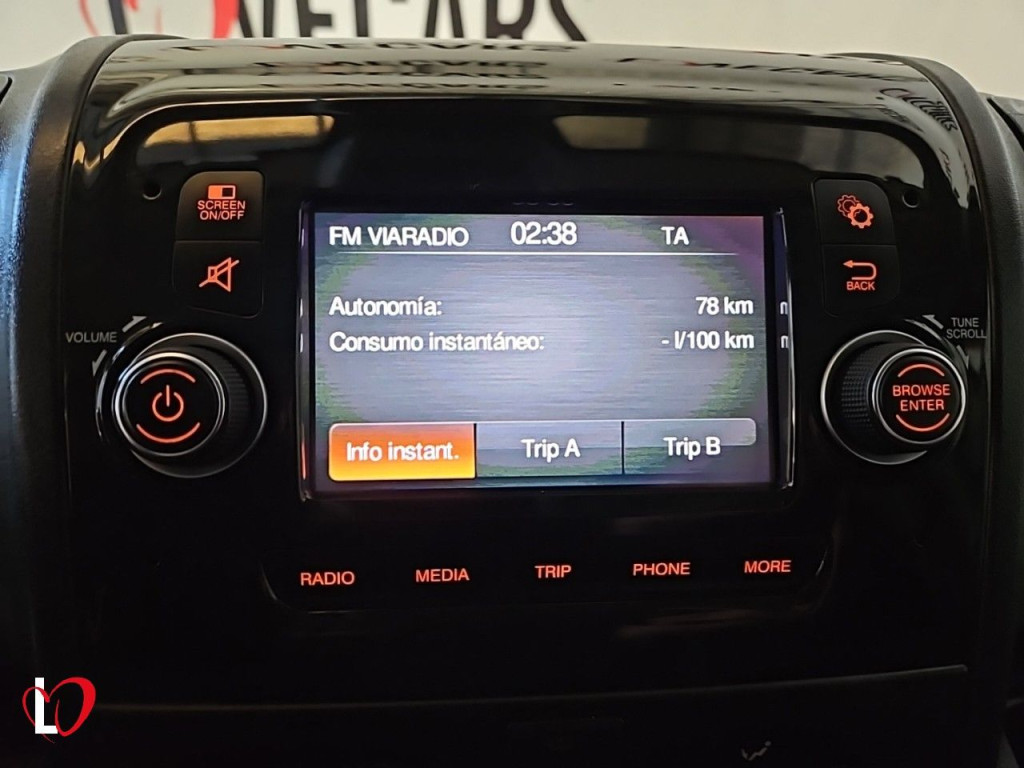 VECARS
SCREEN
ON/OFF
FM VIARADIO 02:38 TA
Autonomía: 78 km
Consumo instantáneo: - l/100 km
Info instant. Trip A Trip B
BACK
VOLUME
TUNE
SCROLL
BROWSE
ENTER
RADIO MEDIA TRIP PHONE MORE
L